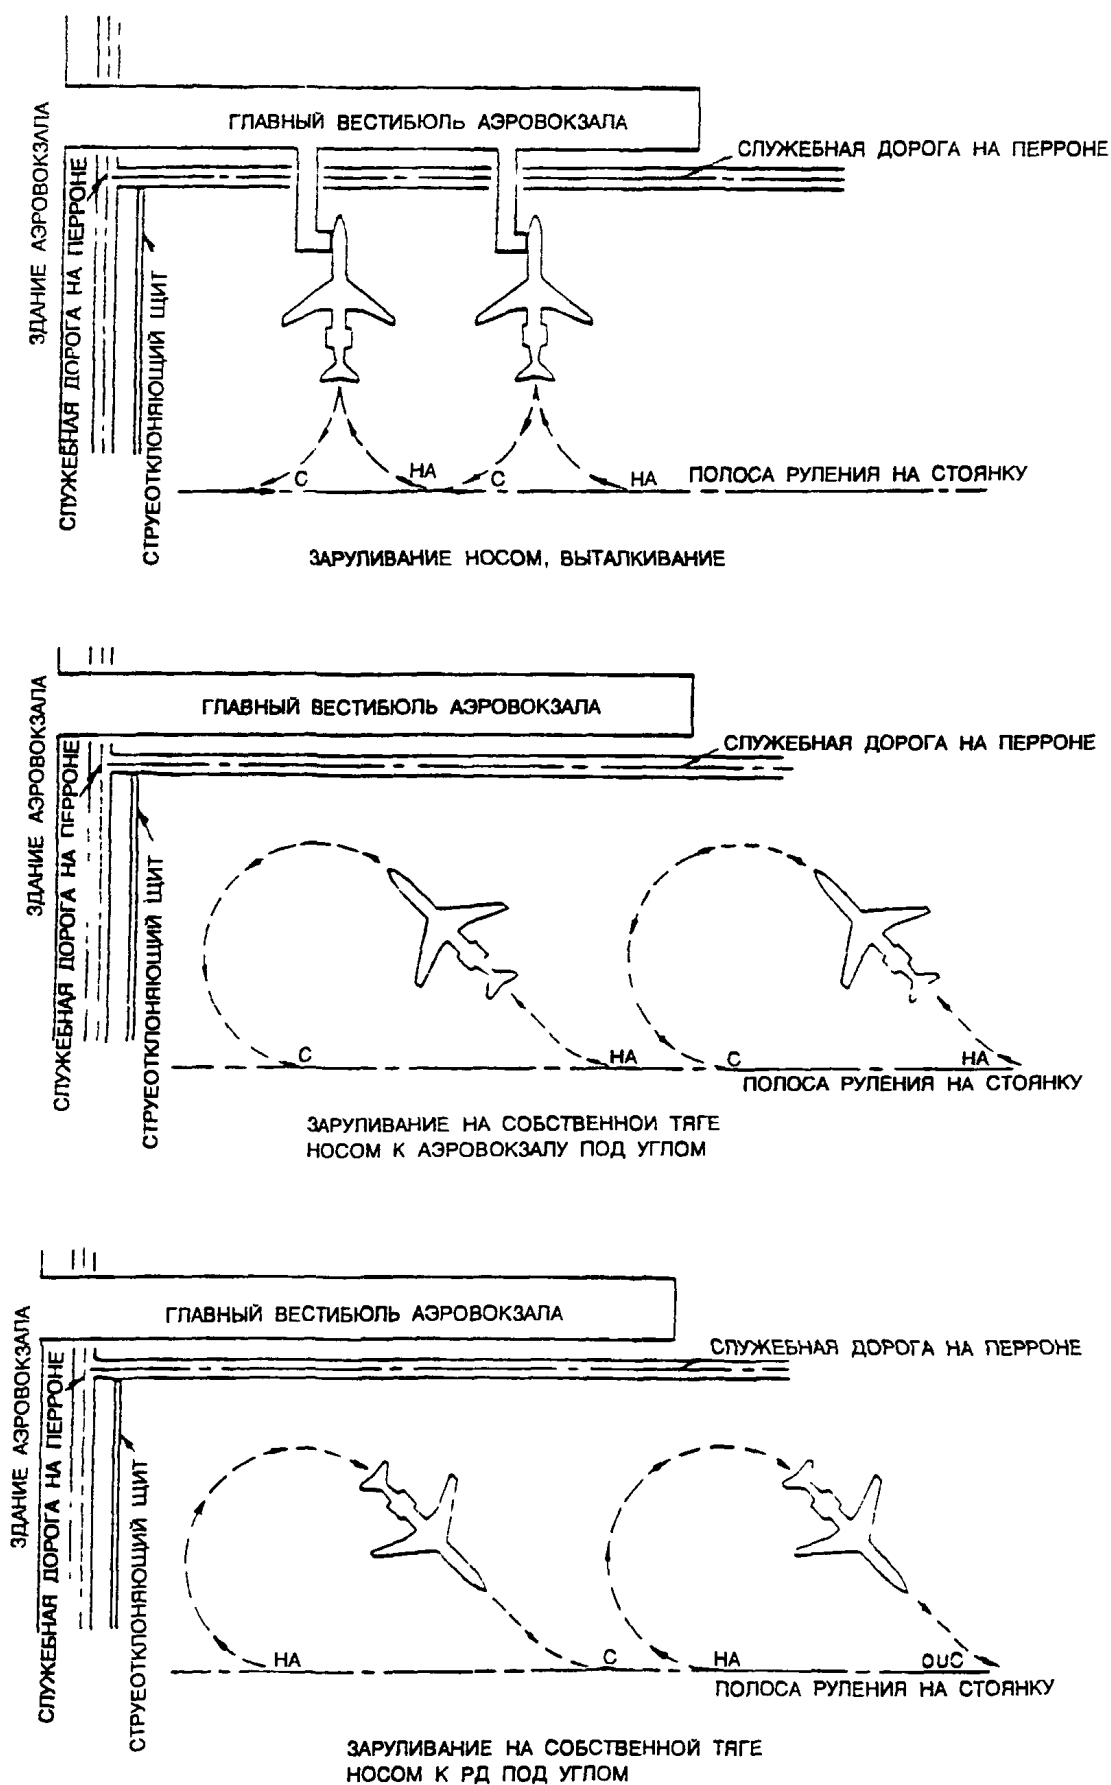 ГЛАВНЫЙ ВЕСТИБЮЛЬ АЭРОВОКЗАЛА
СЛУЖЕБНАЯ ДОРОГА НА ПЕРРОНЕ
ЗДАНИЕ АЭРОВОКЗАЛА
СЛУЖЕБНАЯ ДОРОГА НА ПЕРРОНЕ
СТРУЕОТКЛОНЯЮЩИЙ ЩИТ
С
НА
С
НА
ПОЛОСА РУЛЕНИЯ НА СТОЯНКУ
ЗАРУЛИВАНИЕ НОСОМ, ВЫТАЛКИВАНИЕ
ГЛАВНЫЙ ВЕСТИБЮЛЬ АЭРОВОКЗАЛА
СЛУЖЕБНАЯ ДОРОГА НА ПЕРРОНЕ
ЗДАНИЕ АЭРОВОКЗАЛА
СЛУЖЕБНАЯ ДОРОГА НА ПЕРРОНЕ
СТРУЕОТКЛОНЯЮЩИЙ ЩИТ
С
НА
С
НА
ПОЛОСА РУЛЕНИЯ НА СТОЯНКУ
ЗАРУЛИВАНИЕ НА СОБСТВЕННОЙ ТЯГЕ
НОСОМ К АЭРОВОКЗАЛУ ПОД УГЛОМ
ГЛАВНЫЙ ВЕСТИБЮЛЬ АЭРОВОКЗАЛА
СЛУЖЕБНАЯ ДОРОГА НА ПЕРРОНЕ
ЗДАНИЕ АЭРОВОКЗАЛА
СЛУЖЕБНАЯ ДОРОГА НА ПЕРРОНЕ
СТРУЕОТКЛОНЯЮЩИЙ ЩИТ
НА
С
НА
ПОЛОСА РУЛЕНИЯ НА СТОЯНКУ
ЗАРУЛИВАНИЕ НА СОБСТВЕННОЙ ТЯГЕ
НОСОМ К РД ПОД УГЛОМ